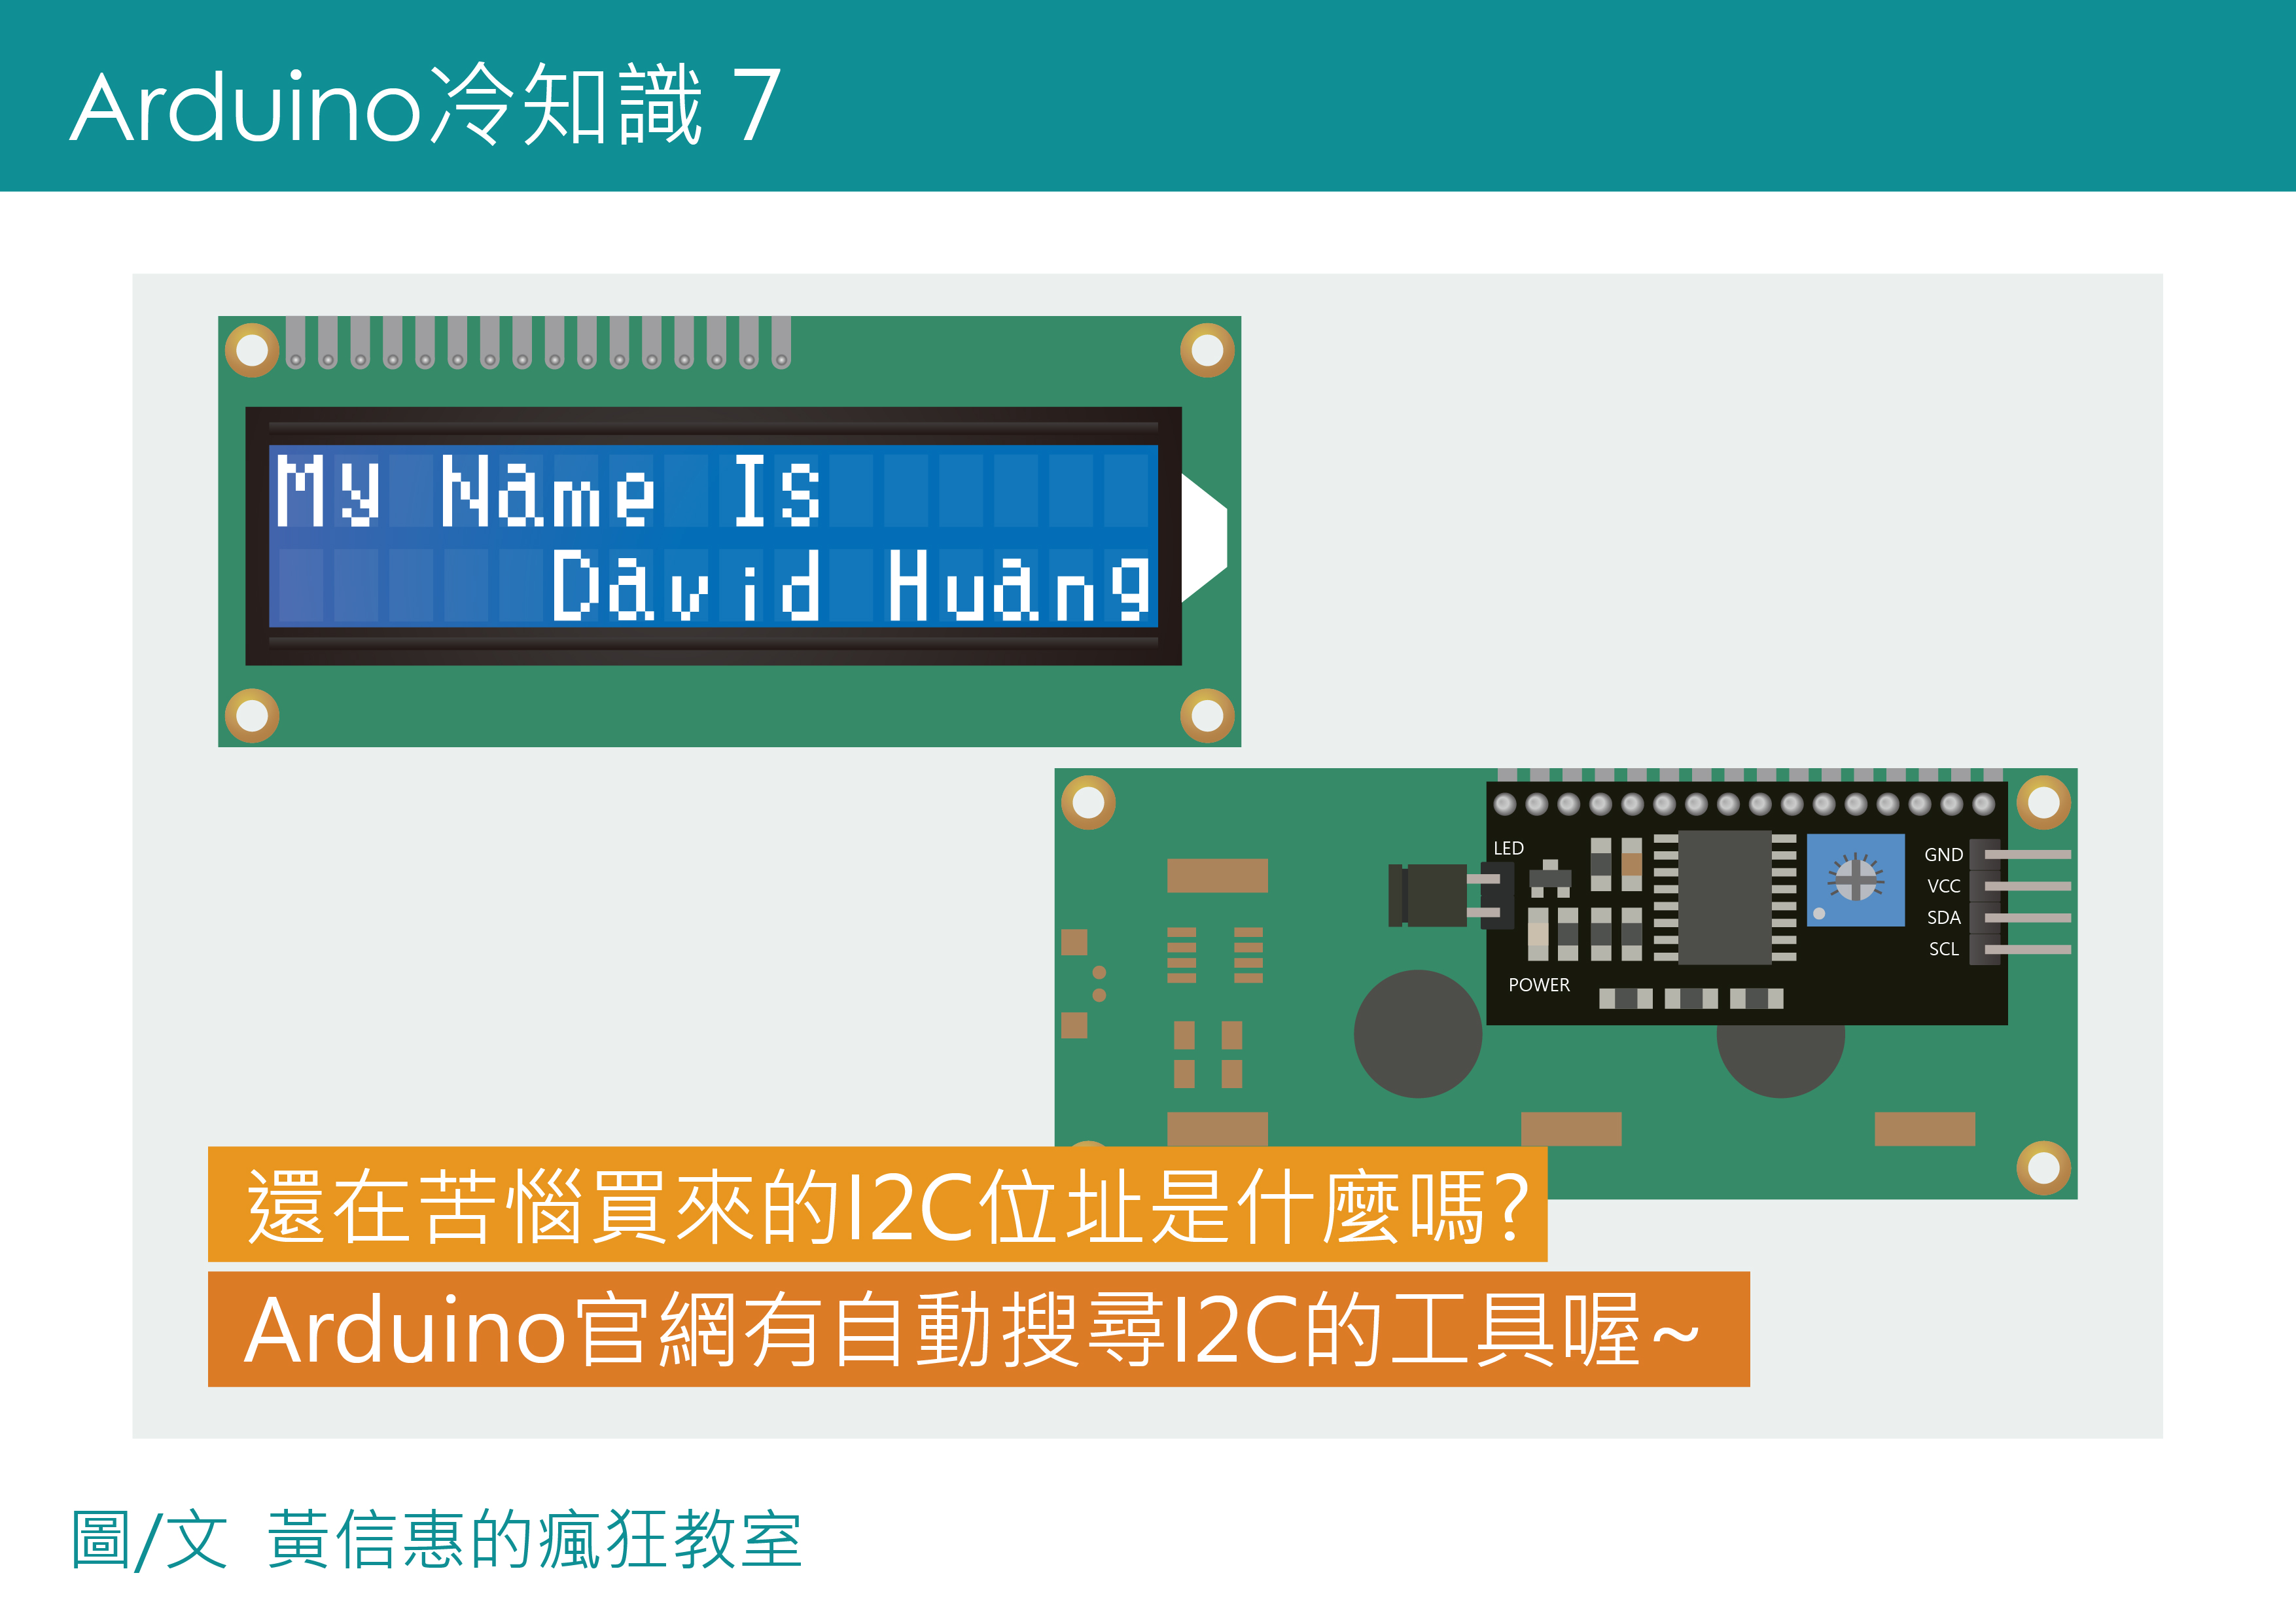 Arduino冷知識 7
My Name Is
David Huang
LED
GND
VCC
SDA
SCL
POWER
還在苦惱買來的I2C位址是什麼嗎?
Arduino官網有自動搜尋I2C的工具喔~
圖/文 黃信惠的瘋狂教室